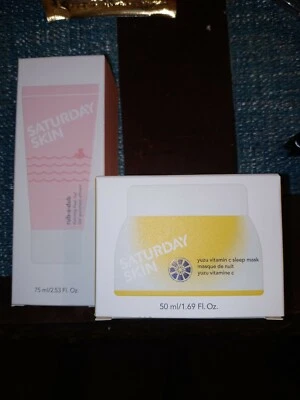 SATURDAY
SKIN
rub-a-dub
75 ml/2.53 Fl. Oz
SATURDAY
SKIN
yuzu vitamin c sleep mask
masque de nuit
yuzu vitamine c
50 ml/1.69 Fl. Oz.